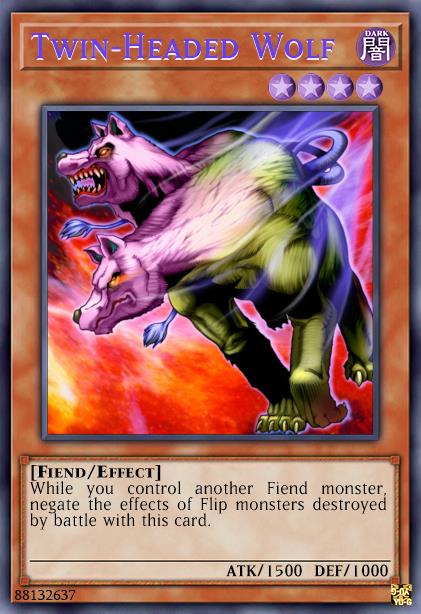 Twin-Headed Wolf
DARK
闇
[Fiend/Effect]
While you control another Fiend monster,
negate the effects of Flip monsters destroyed
by battle with this card.
ATK/1500 DEF/1000
88132637